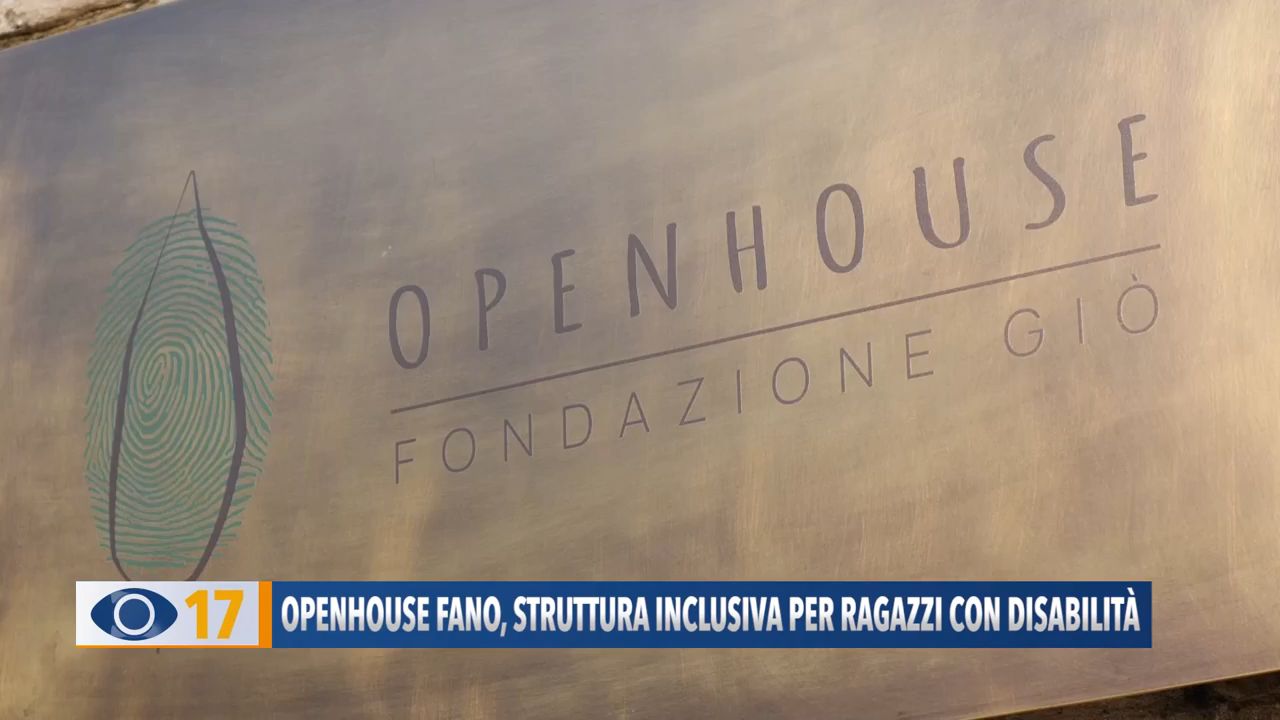 OPENHOUSE
FONDAZIONE GIÒ
17 OPENHOUSE FANO, STRUTTURA INCLUSIVA PER RAGAZZI CON DISABILITÀ